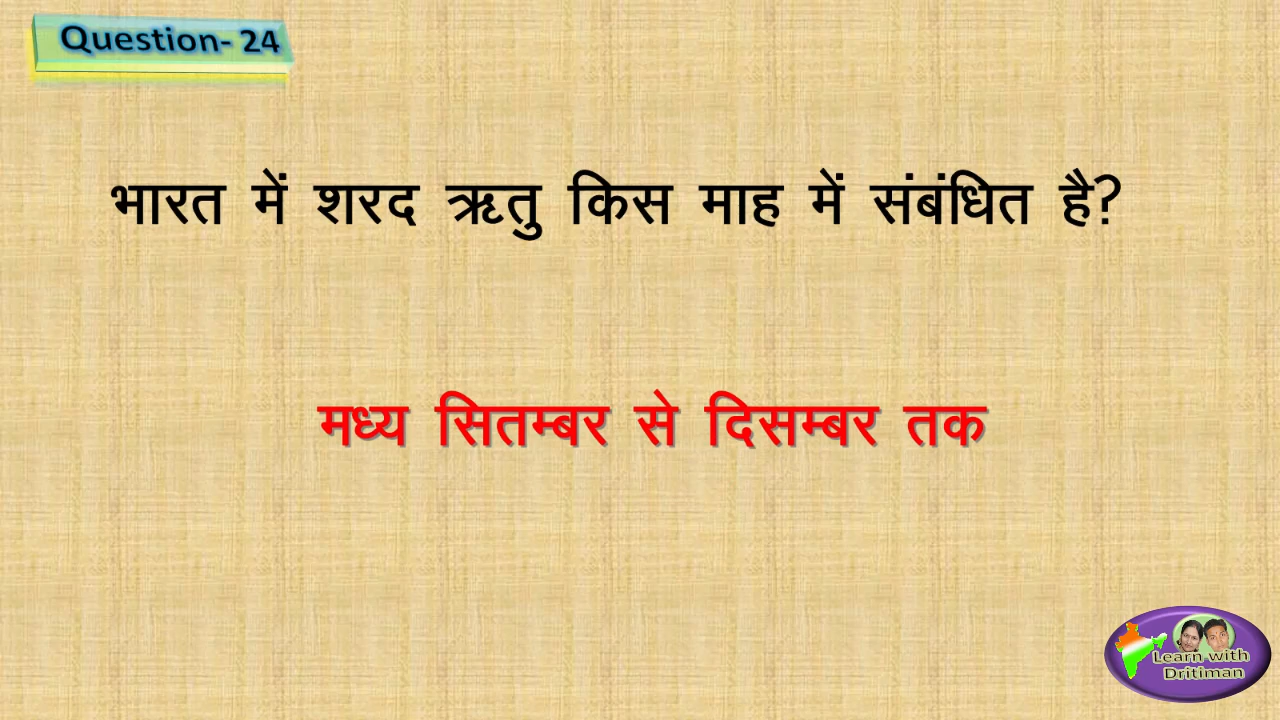 Question- 24
भारत में शरद ऋतु किस माह में संबंधित है?
मध्य सितम्बर से दिसम्बर तक
Learn with
Dritiman